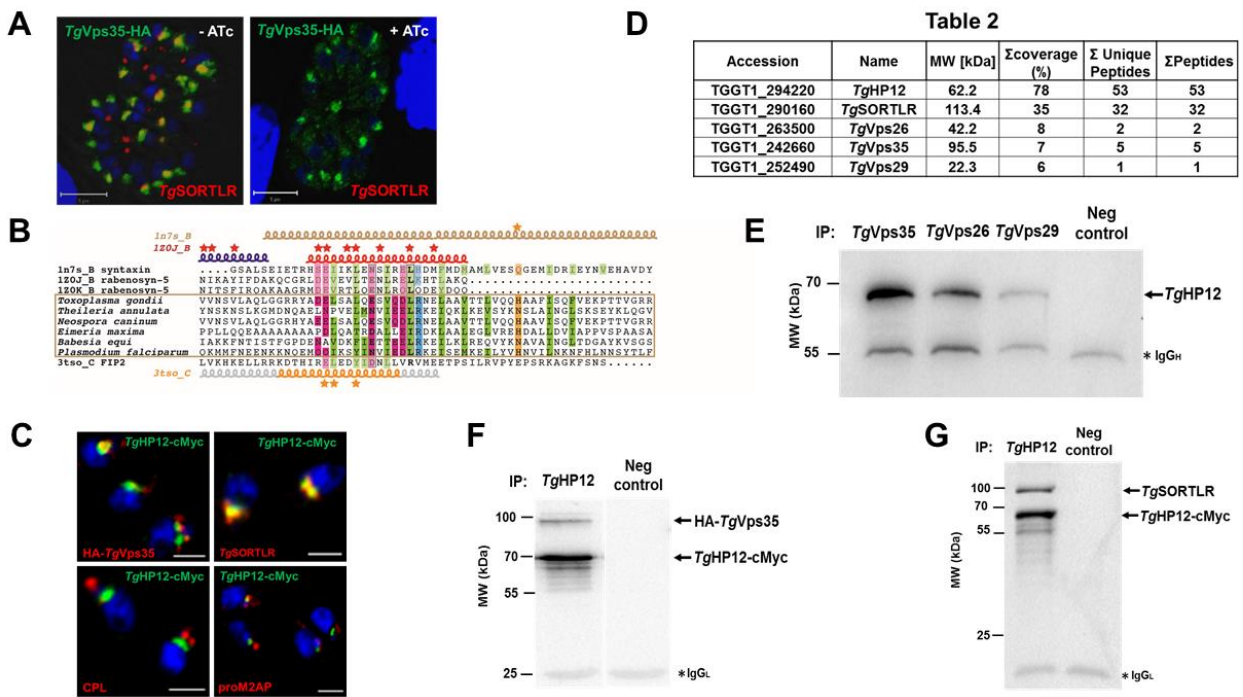 A
TgVps35-HA - ATc
TgSORTLR
5 µm
TgVps35-HA + ATc
TgSORTLR
5 µm
B
1n7s_B
1Z0J_B
1n7s_B syntaxin
1Z0J_B rabenosyn-5
1Z0K_B rabenosyn-5
Toxoplasma gondii
Theileria annulata
Neospora caninum
Eimeria maxima
Babesia equi
Plasmodium falciparum
3tso_C FIP2
3tso_C
C
TgHP12-cMyc
HA-TgVps35
TgHP12-cMyc
TgSORTLR
TgHP12-cMyc
CPL
TgHP12-cMyc
proM2AP
D
Table 2
Accession Name MW [kDa] Σcoverage (%) Σ Unique Peptides ΣPeptides
TGGT1_294220 TgHP12 62.2 78 53 53
TGGT1_290160 TgSORTLR 113.4 35 32 32
TGGT1_263500 TgVps26 42.2 8 2 2
TGGT1_242660 TgVps35 95.5 7 5 5
TGGT1_252490 TgVps29 22.3 6 1 1
E
IP: TgVps35 TgVps26 TgVps29 Neg control
MW (kDa)
70
TgHP12
55
* IgGH
F
IP: TgHP12 Neg control
MW (kDa)
100
HA-TgVps35
70
TgHP12-cMyc
55
25
* IgGL
G
IP: TgHP12 Neg control
MW (kDa)
100
TgSORTLR
70
TgHP12-cMyc
55
25
* IgGL